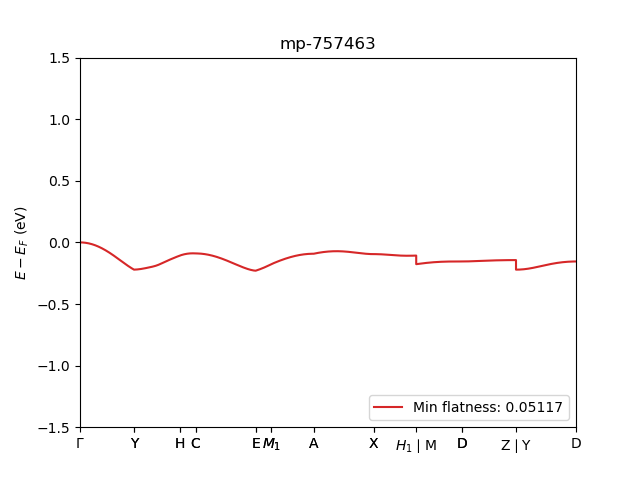 mp-757463
1.5
1.0
0.5
0.0
−0.5
−1.0
−1.5
E − E_F (eV)
Min flatness: 0.05117
Γ Y H C E M₁ A X H₁ | M D Z | Y D